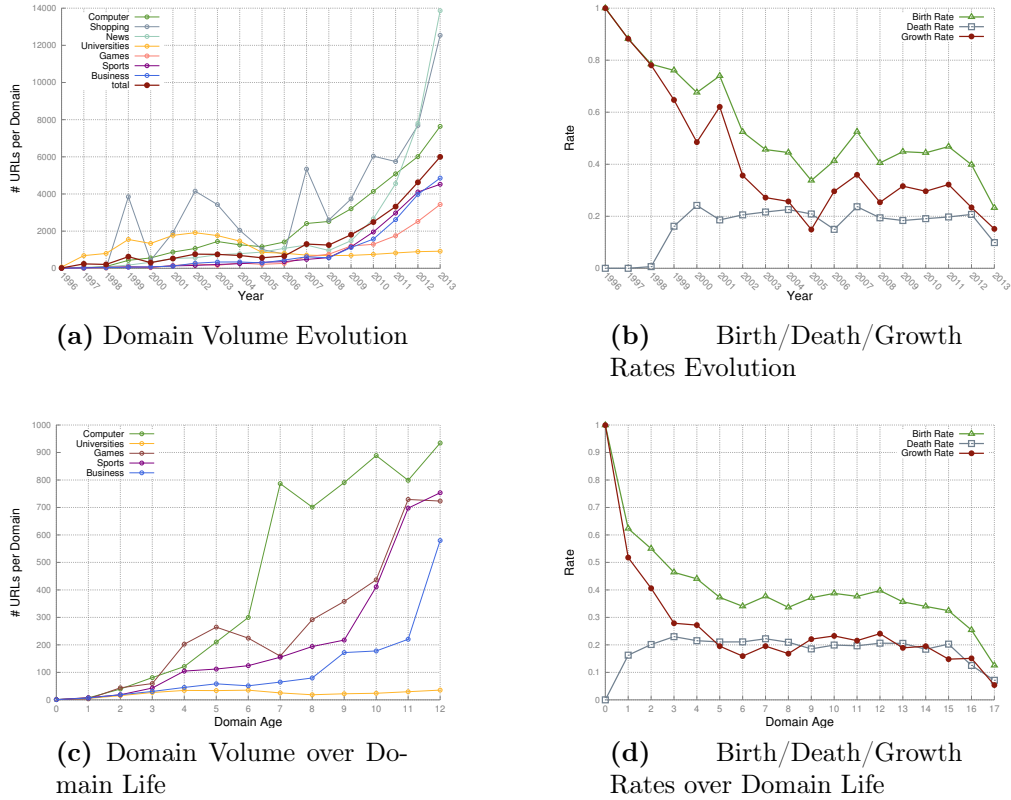 14000
12000
10000
8000
6000
4000
2000
0
# URLs per Domain
Computer
Shopping
News
Universities
Games
Sports
Business
total
1996
1997
1998
1999
2000
2001
2002
2003
2004
2005
2006
2007
2008
2009
2010
2011
2012
2013
Year
(a) Domain Volume Evolution
1
0.8
0.6
0.4
0.2
0
Rate
Birth Rate
Death Rate
Growth Rate
1996
1997
1998
1999
2000
2001
2002
2003
2004
2005
2006
2007
2008
2009
2010
2011
2012
2013
Year
(b) Birth/Death/Growth
Rates Evolution
1000
900
800
700
600
500
400
300
200
100
0
# URLs per Domain
Computer
Universities
Games
Sports
Business
0 1 2 3 4 5 6 7 8 9 10 11 12
Domain Age
(c) Domain Volume over Do-
main Life
1
0.9
0.8
0.7
0.6
0.5
0.4
0.3
0.2
0.1
0
Rate
Birth Rate
Death Rate
Growth Rate
0 1 2 3 4 5 6 7 8 9 10 11 12 13 14 15 16 17
Domain Age
(d) Birth/Death/Growth
Rates over Domain Life